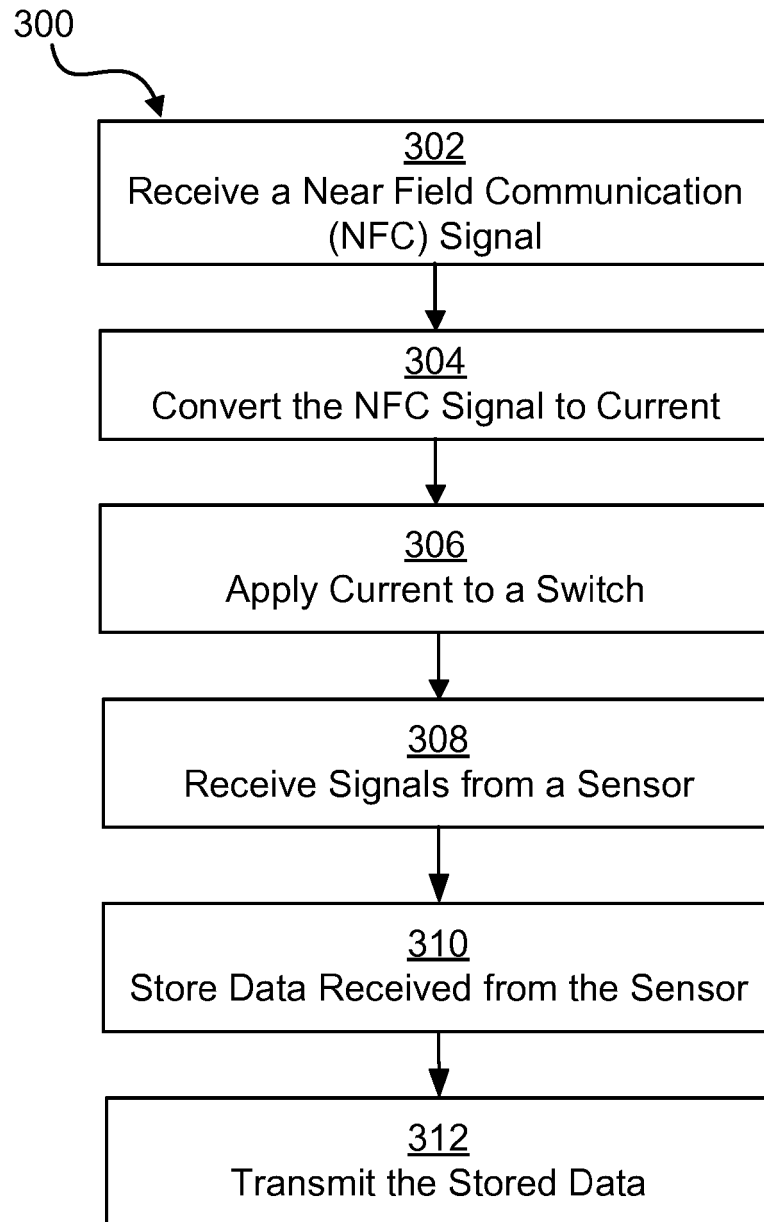 300
302
Receive a Near Field Communication
(NFC) Signal
304
Convert the NFC Signal to Current
306
Apply Current to a Switch
308
Receive Signals from a Sensor
310
Store Data Received from the Sensor
312
Transmit the Stored Data